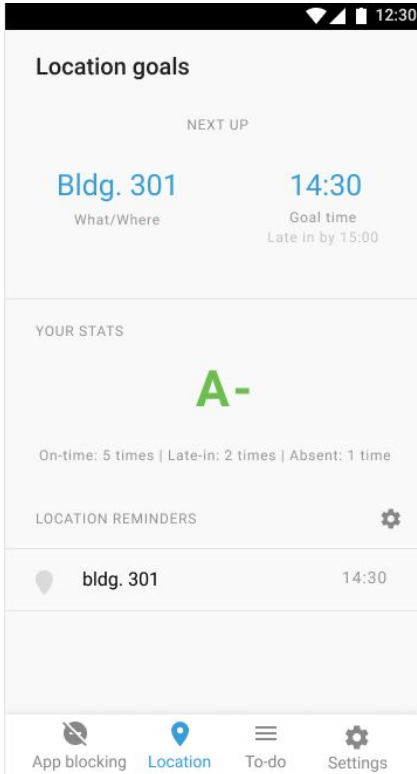 12:30
Location goals
NEXT UP
Bldg. 301 14:30
What/Where Goal time
Late in by 15:00
YOUR STATS
A-
On-time: 5 times | Late-in: 2 times | Absent: 1 time
LOCATION REMINDERS
bldg. 301 14:30
App blocking Location To-do Settings